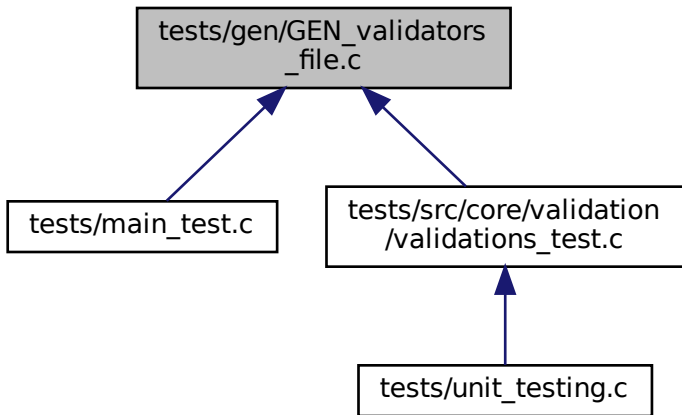 tests/gen/GEN_validators
_file.c
tests/main_test.c
tests/src/core/validation
/validations_test.c
tests/unit_testing.c